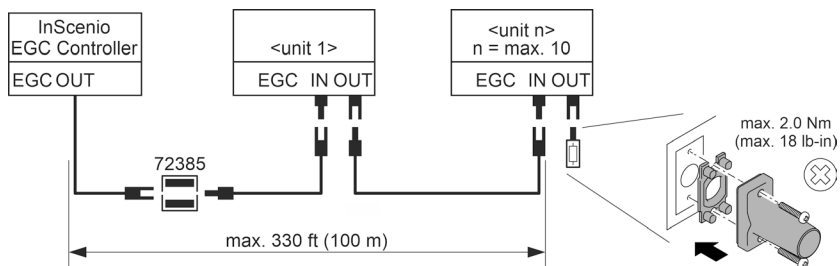 InScenio
EGC Controller
EGC OUT
<unit 1>
EGC IN OUT
<unit n>
n = max. 10
EGC IN OUT
72385
max. 330 ft (100 m)
max. 2.0 Nm
(max. 18 lb-in)